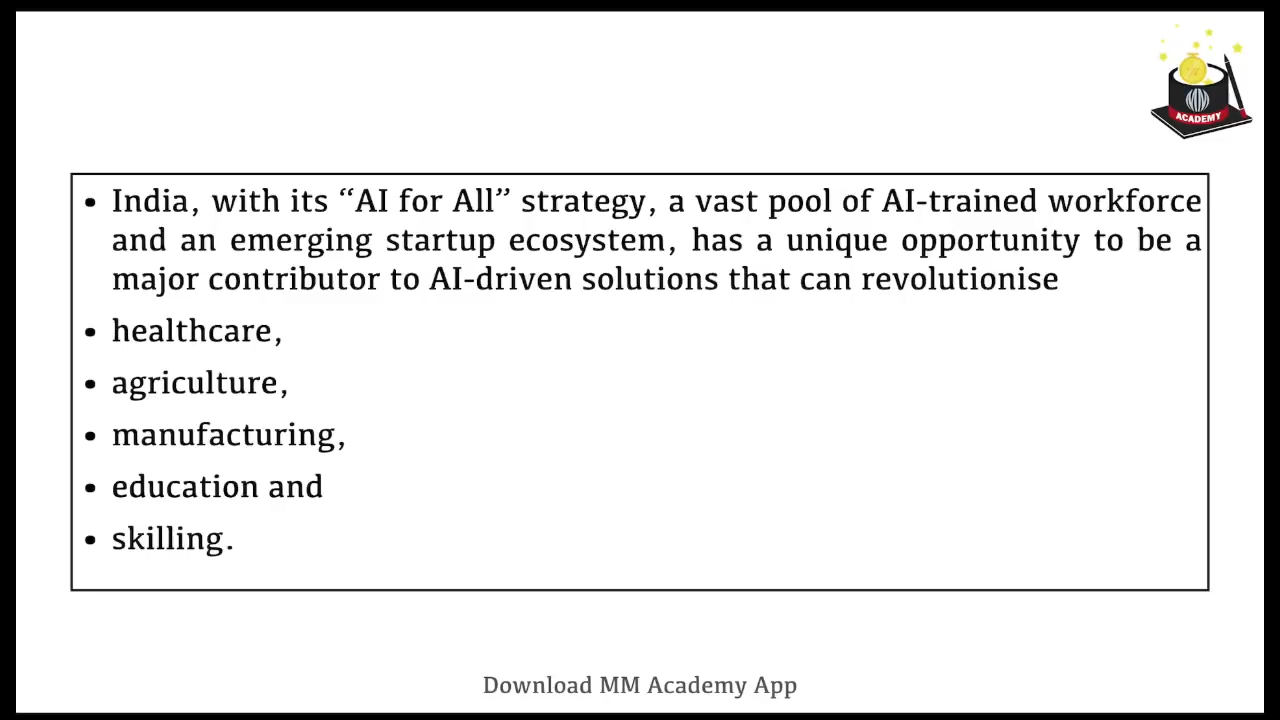 ACADEMY
• India, with its “AI for All” strategy, a vast pool of AI-trained workforce
and an emerging startup ecosystem, has a unique opportunity to be a
major contributor to AI-driven solutions that can revolutionise
• healthcare,
• agriculture,
• manufacturing,
• education and
• skilling.
Download MM Academy App